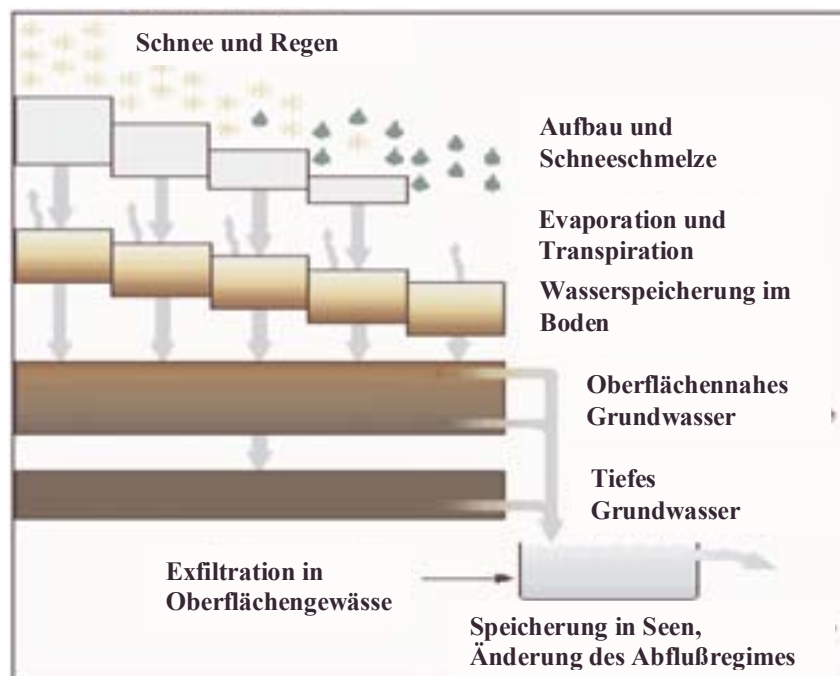 Schnee und Regen
Aufbau und
Schneeschmelze
Evaporation und
Transpiration
Wasserspeicherung im
Boden
Oberflächennahes
Grundwasser
Tiefes
Grundwasser
Exfiltration in
Oberflächengewässe
Speicherung in Seen,
Änderung des Abflußregimes